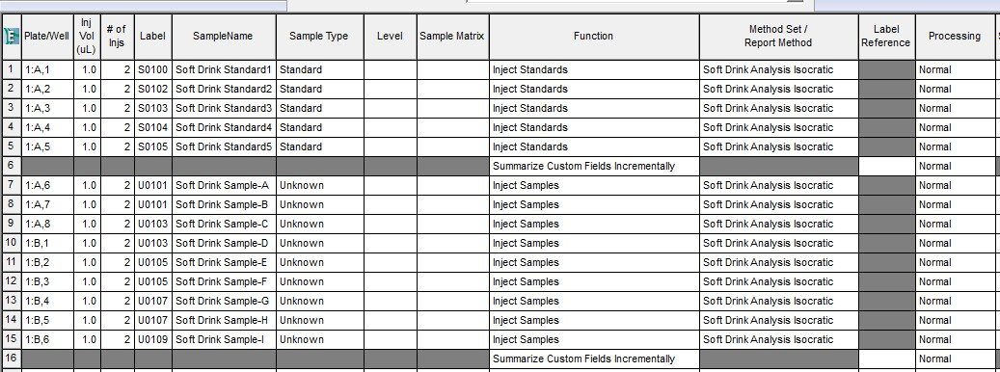 E Plate/Well Inj Vol (uL) # of Injs Label SampleName Sample Type Level Sample Matrix Function Method Set / Report Method Label Reference Processing
1 1:A,1 1.0 2 S0100 Soft Drink Standard1 Standard Inject Standards Soft Drink Analysis Isocratic Normal
2 1:A,2 1.0 2 S0102 Soft Drink Standard2 Standard Inject Standards Soft Drink Analysis Isocratic Normal
3 1:A,3 1.0 2 S0103 Soft Drink Standard3 Standard Inject Standards Soft Drink Analysis Isocratic Normal
4 1:A,4 1.0 2 S0104 Soft Drink Standard4 Standard Inject Standards Soft Drink Analysis Isocratic Normal
5 1:A,5 1.0 2 S0105 Soft Drink Standard5 Standard Inject Standards Soft Drink Analysis Isocratic Normal
6 Summarize Custom Fields Incrementally Normal
7 1:A,6 1.0 2 U0101 Soft Drink Sample-A Unknown Inject Samples Soft Drink Analysis Isocratic Normal
8 1:A,7 1.0 2 U0101 Soft Drink Sample-B Unknown Inject Samples Soft Drink Analysis Isocratic Normal
9 1:A,8 1.0 2 U0103 Soft Drink Sample-C Unknown Inject Samples Soft Drink Analysis Isocratic Normal
10 1:B,1 1.0 2 U0103 Soft Drink Sample-D Unknown Inject Samples Soft Drink Analysis Isocratic Normal
11 1:B,2 1.0 2 U0105 Soft Drink Sample-E Unknown Inject Samples Soft Drink Analysis Isocratic Normal
12 1:B,3 1.0 2 U0105 Soft Drink Sample-F Unknown Inject Samples Soft Drink Analysis Isocratic Normal
13 1:B,4 1.0 2 U0107 Soft Drink Sample-G Unknown Inject Samples Soft Drink Analysis Isocratic Normal
14 1:B,5 1.0 2 U0107 Soft Drink Sample-H Unknown Inject Samples Soft Drink Analysis Isocratic Normal
15 1:B,6 1.0 2 U0109 Soft Drink Sample-I Unknown Inject Samples Soft Drink Analysis Isocratic Normal
16 Summarize Custom Fields Incrementally Normal